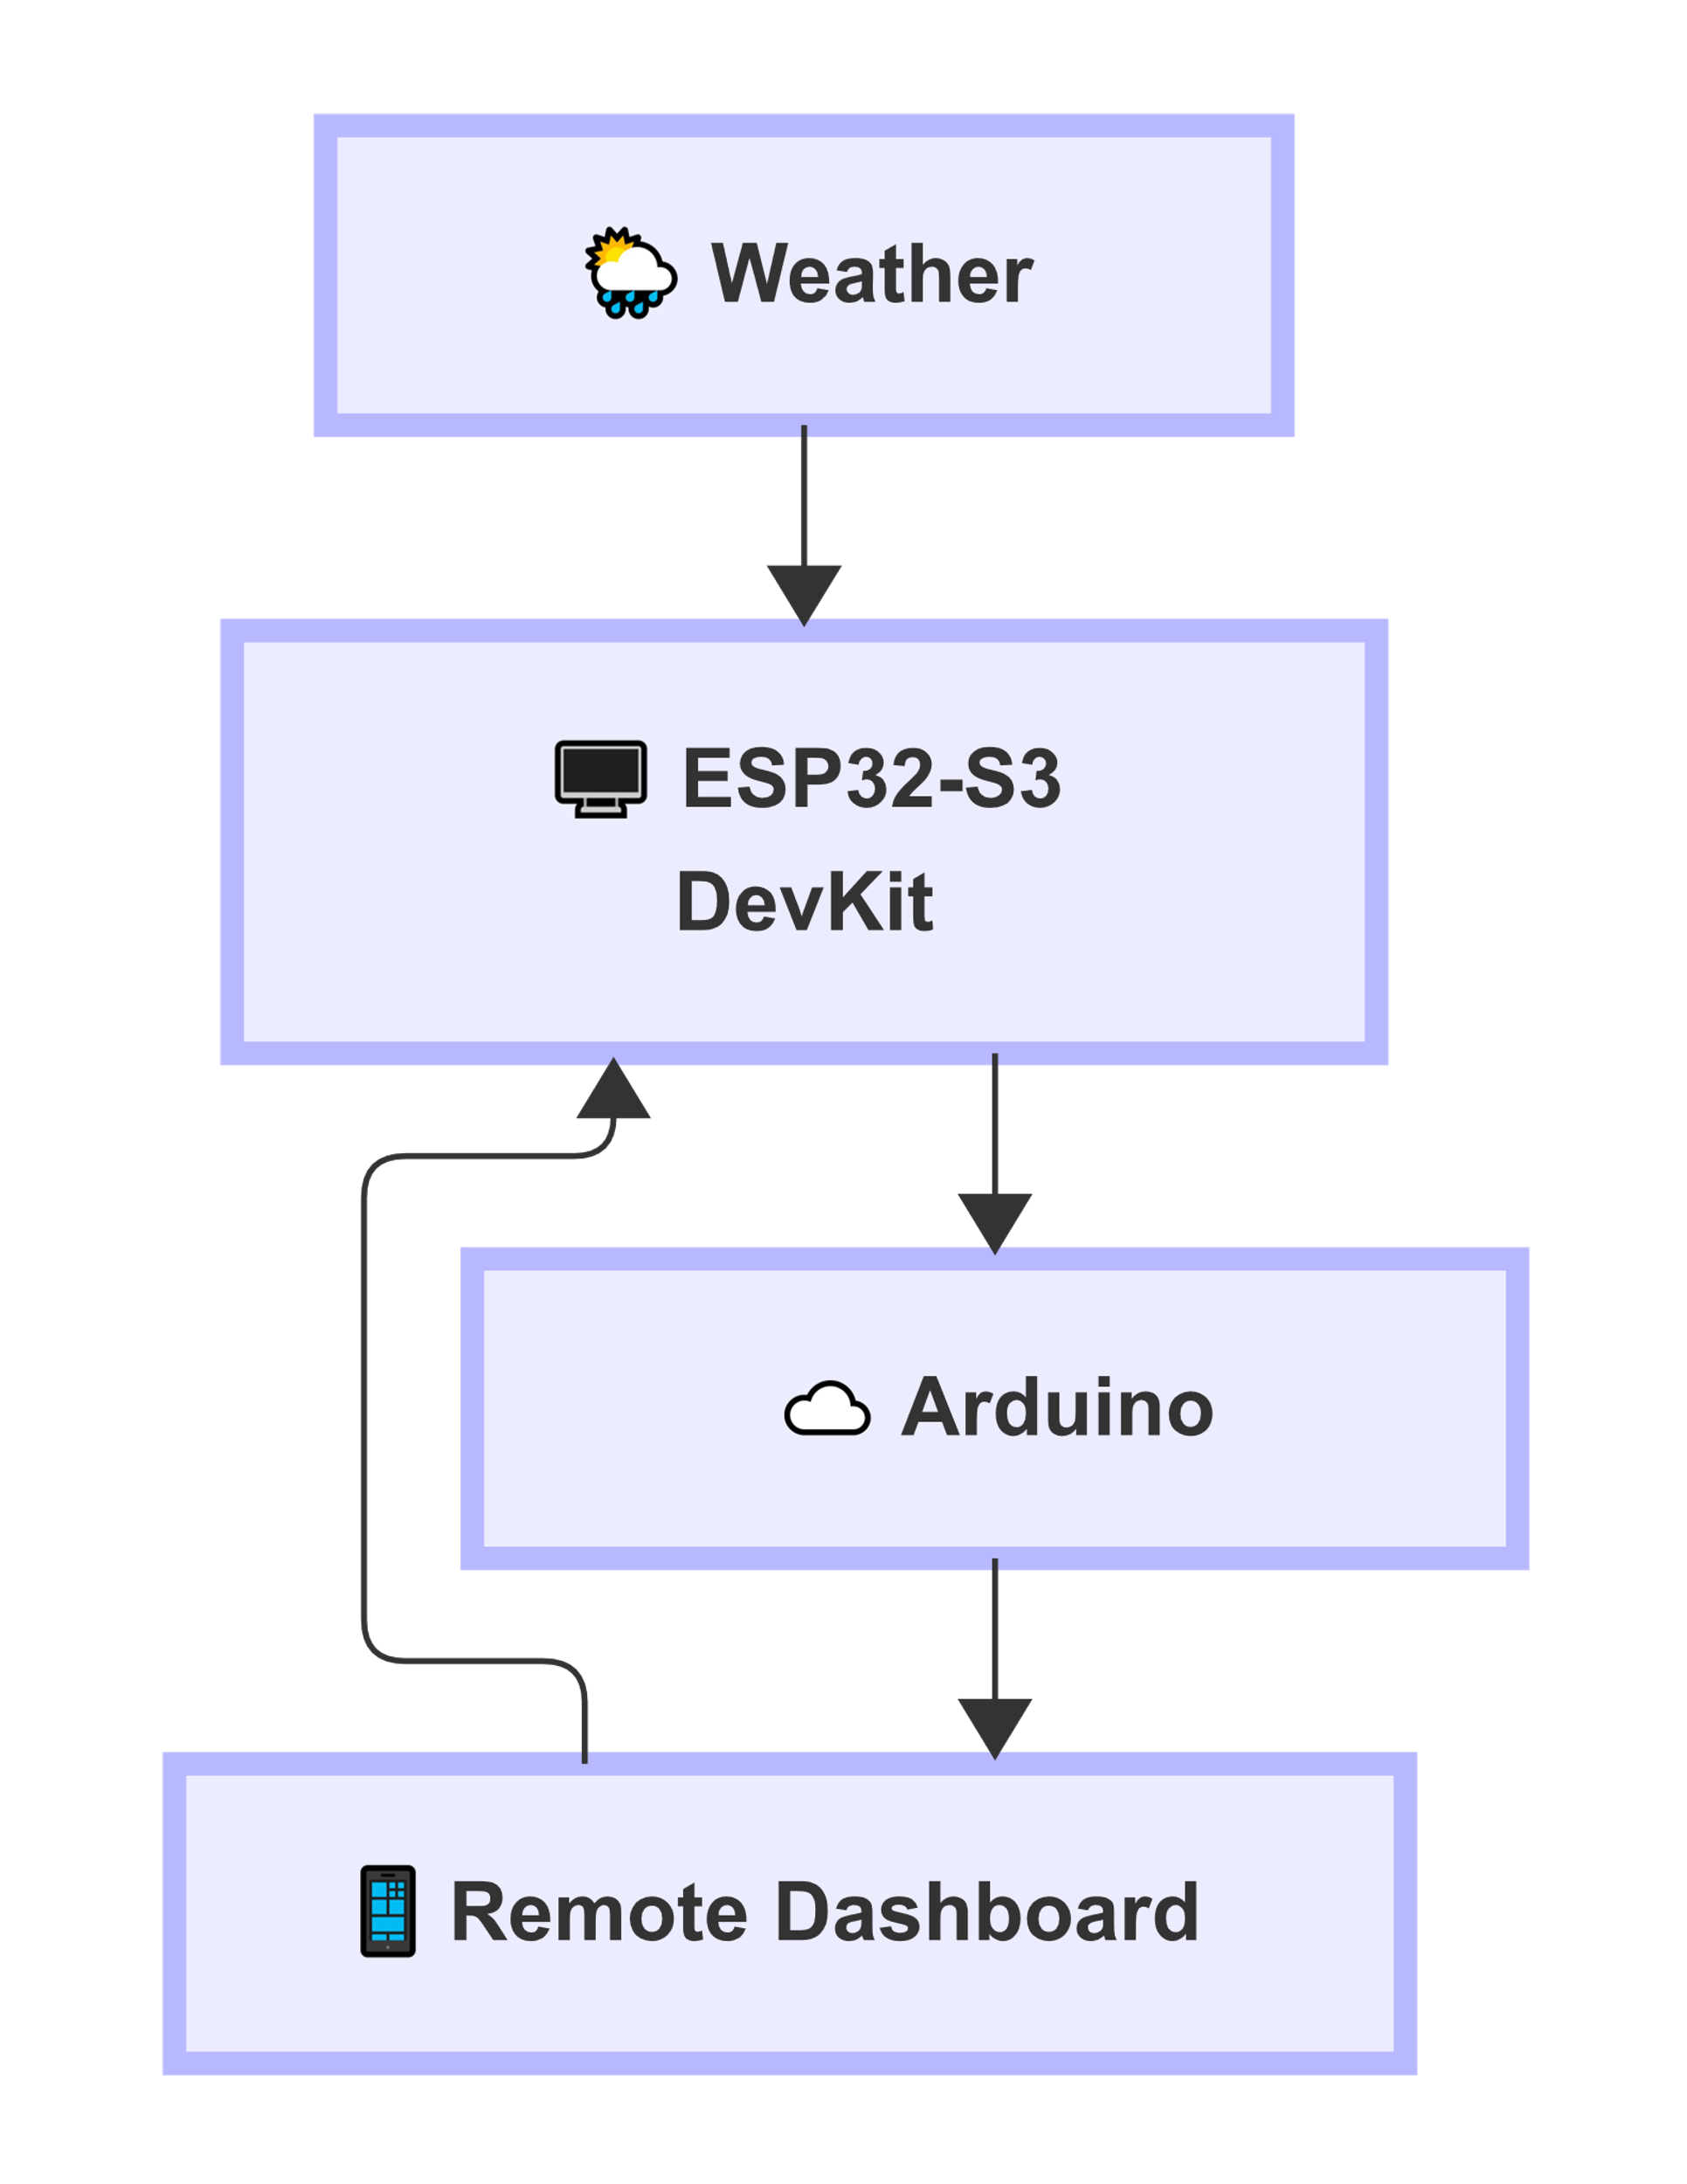 Weather
ESP32-S3
DevKit
Arduino
Remote Dashboard